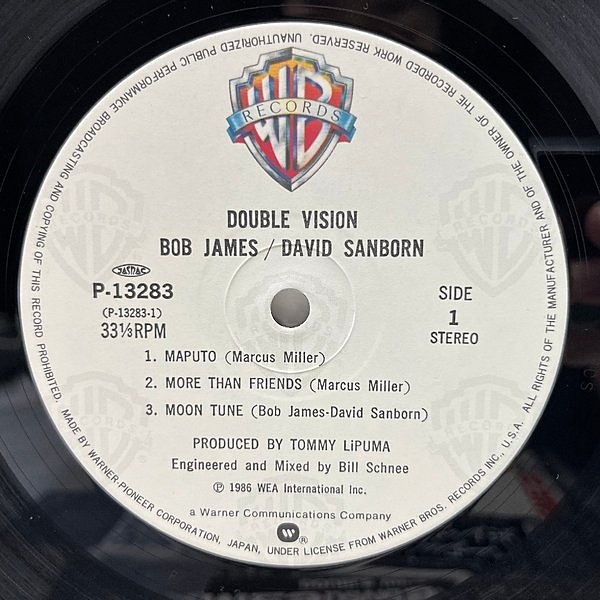 RECORDS
DOUBLE VISION
BOB JAMES / DAVID SANBORN
JASRAC
P-13283
(P-13283-1)
33⅓RPM
SIDE
1
STEREO
1. MAPUTO (Marcus Miller)
2. MORE THAN FRIENDS (Marcus Miller)
3. MOON TUNE (Bob James-David Sanborn)
PRODUCED BY TOMMY LiPUMA
Engineered and Mixed by Bill Schnee
Ⓟ 1986 WEA International Inc.
a Warner Communications Company
®
MADE BY WARNER-PIONEER CORPORATION, JAPAN, UNDER LICENSE FROM WARNER BROS. RECORDS INC., U.S.A. ALL RIGHTS OF THE MANUFACTURER AND OF THE OWNER OF THE RECORDED WORK RESERVED. UNAUTHORIZED PUBLIC PERFORMANCE BROADCASTING AND COPYING OF THIS RECORD PROHIBITED.